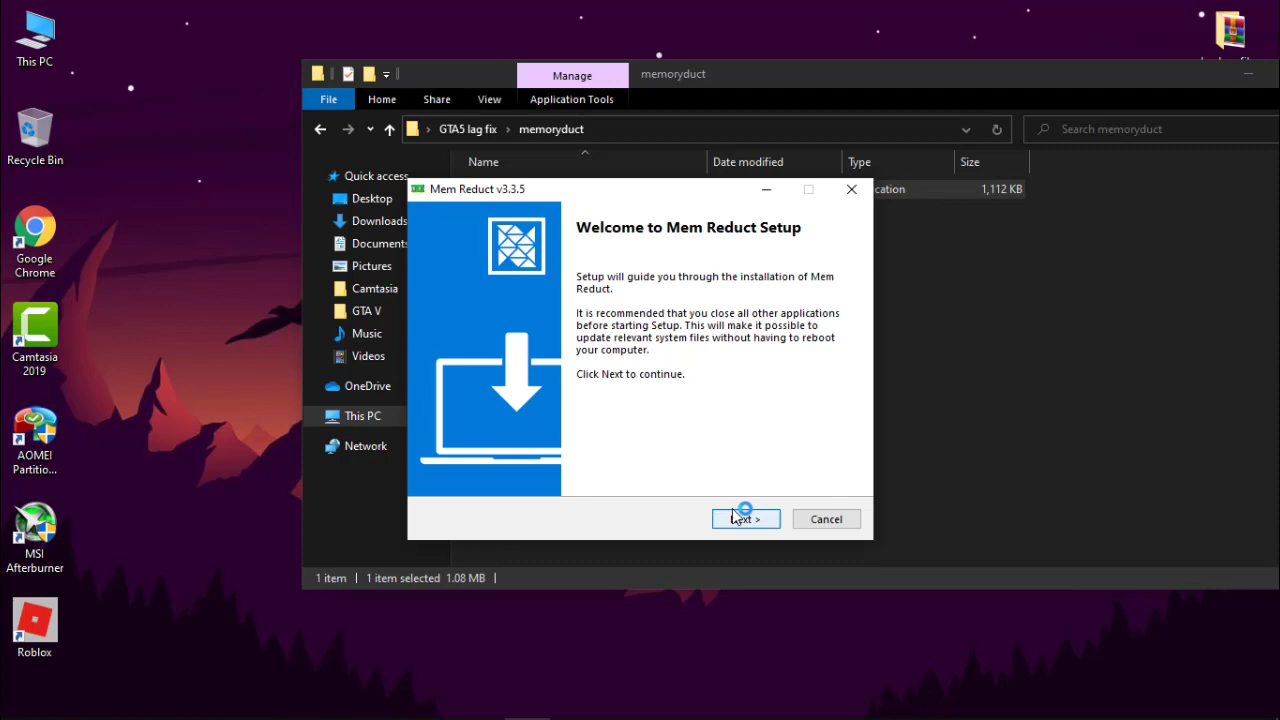 This PC
Recycle Bin
Google
Chrome
Camtasia
2019
AOMEI
Partitio...
MSI
Afterburner
Roblox
Manage
memoryduct
File
Home
Share
View
Application Tools
GTA5 lag fix
memoryduct
Search memoryduct
Name
Date modified
Type
Size
1,112 KB
Quick access
Desktop
Downloads
Documents
Pictures
Camtasia
GTA V
Music
Videos
OneDrive
This PC
Network
Mem Reduct v3.3.5
Welcome to Mem Reduct Setup
Setup will guide you through the installation of Mem
Reduct.
It is recommended that you close all other applications
before starting Setup. This will make it possible to
update relevant system files without having to reboot
your computer.
Click Next to continue.
Cancel
1 item
1 item selected 1.08 MB